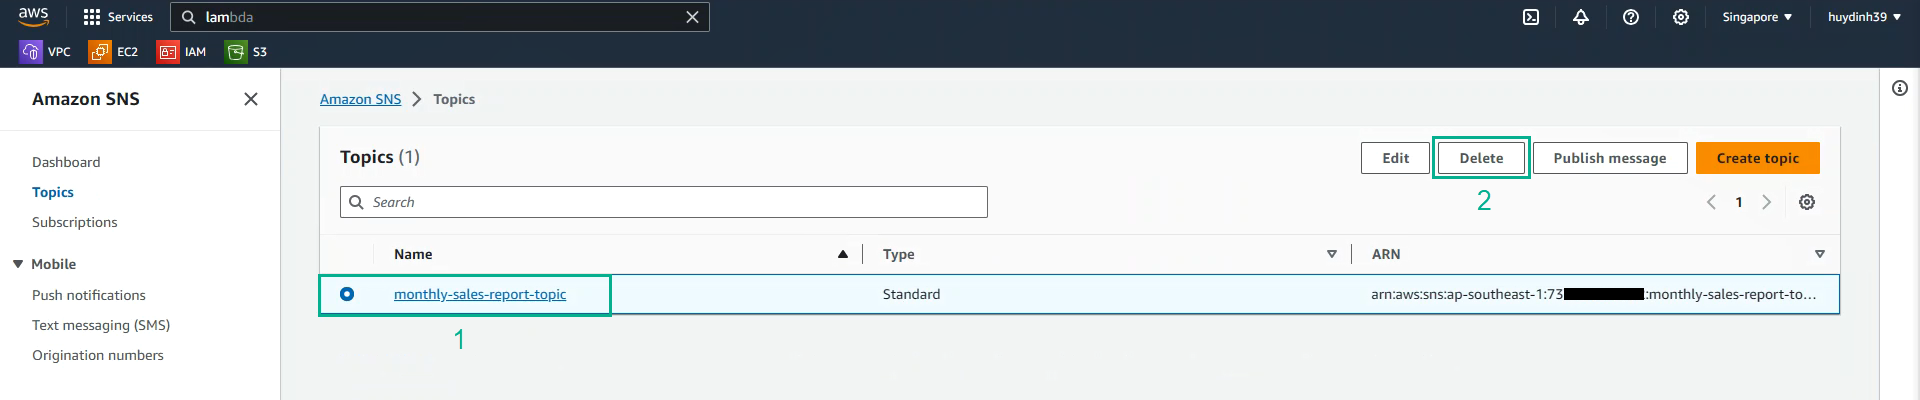 aws Services lambda Singapore huydinh39
VPC EC2 IAM S3
Amazon SNS
Dashboard
Topics
Subscriptions
Mobile
Push notifications
Text messaging (SMS)
Origination numbers
Amazon SNS Topics
Topics (1) Edit Delete Publish message Create topic
Search 2 1
Name Type ARN
monthly-sales-report-topic Standard arn:aws:sns:ap-southeast-1:73 :monthly-sales-report-to...
1